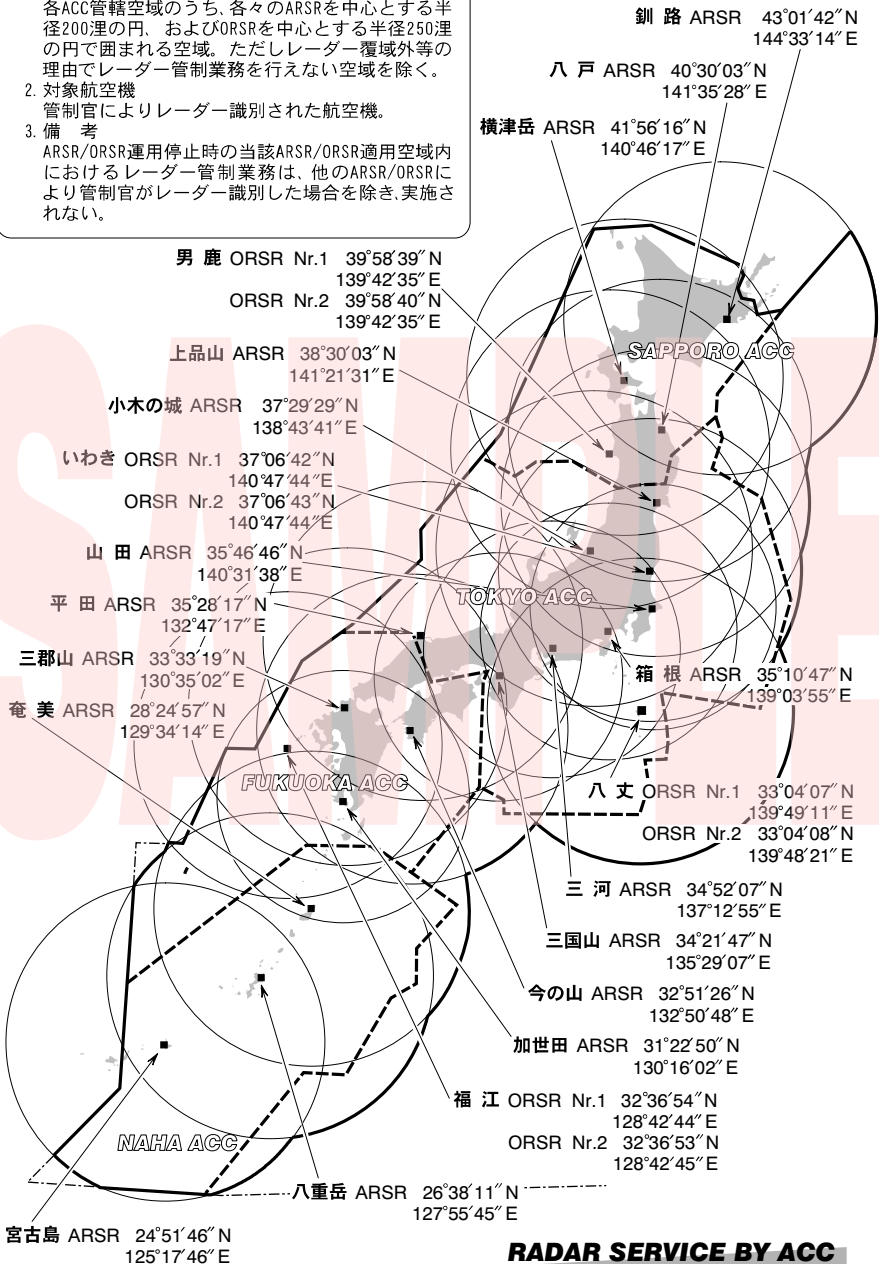 各ACC管轄空域のうち、各々のARSRを中心とする半
径200浬の円、およびORSRを中心とする半径250浬
の円で囲まれる空域。ただしレーダー覆域外等の
理由でレーダー管制業務を行えない空域を除く。
2. 対象航空機
管制官によりレーダー識別された航空機。
3. 備 考
ARSR/ORSR運用停止時の当該ARSR/ORSR適用空域内
におけるレーダー管制業務は、他のARSR/ORSRに
より管制官がレーダー識別した場合を除き、実施さ
れない。
釧 路 ARSR 43°01′42″N
144°33′14″E
八 戸 ARSR 40°30′03″N
141°35′28″E
横津岳 ARSR 41°56′16″N
140°46′17″E
男 鹿 ORSR Nr.1 39°58′39″N
139°42′35″E
ORSR Nr.2 39°58′40″N
139°42′35″E
上品山 ARSR 38°30′03″N
141°21′31″E
小木の城 ARSR 37°29′29″N
138°43′41″E
いわき ORSR Nr.1 37°06′42″N
140°47′44″E
ORSR Nr.2 37°06′43″N
140°47′44″E
山 田 ARSR 35°46′46″N
140°31′38″E
平 田 ARSR 35°28′17″N
132°47′17″E
三郡山 ARSR 33°33′19″N
130°35′02″E
奄 美 ARSR 28°24′57″N
129°34′14″E
SAPPORO ACC
TOKYO ACC
FUKUOKA ACC
NAHA ACC
SAMPLE
箱 根 ARSR 35°10′47″N
139°03′55″E
八 丈 ORSR Nr.1 33°04′07″N
139°49′11″E
ORSR Nr.2 33°04′08″N
139°48′21″E
三 河 ARSR 34°52′07″N
137°12′55″E
三国山 ARSR 34°21′47″N
135°29′07″E
今の山 ARSR 32°51′26″N
132°50′48″E
加世田 ARSR 31°22′50″N
130°16′02″E
福 江 ORSR Nr.1 32°36′54″N
128°42′44″E
ORSR Nr.2 32°36′53″N
128°42′45″E
八重岳 ARSR 26°38′11″N
127°55′45″E
宮古島 ARSR 24°51′46″N
125°17′46″E
RADAR SERVICE BY ACC